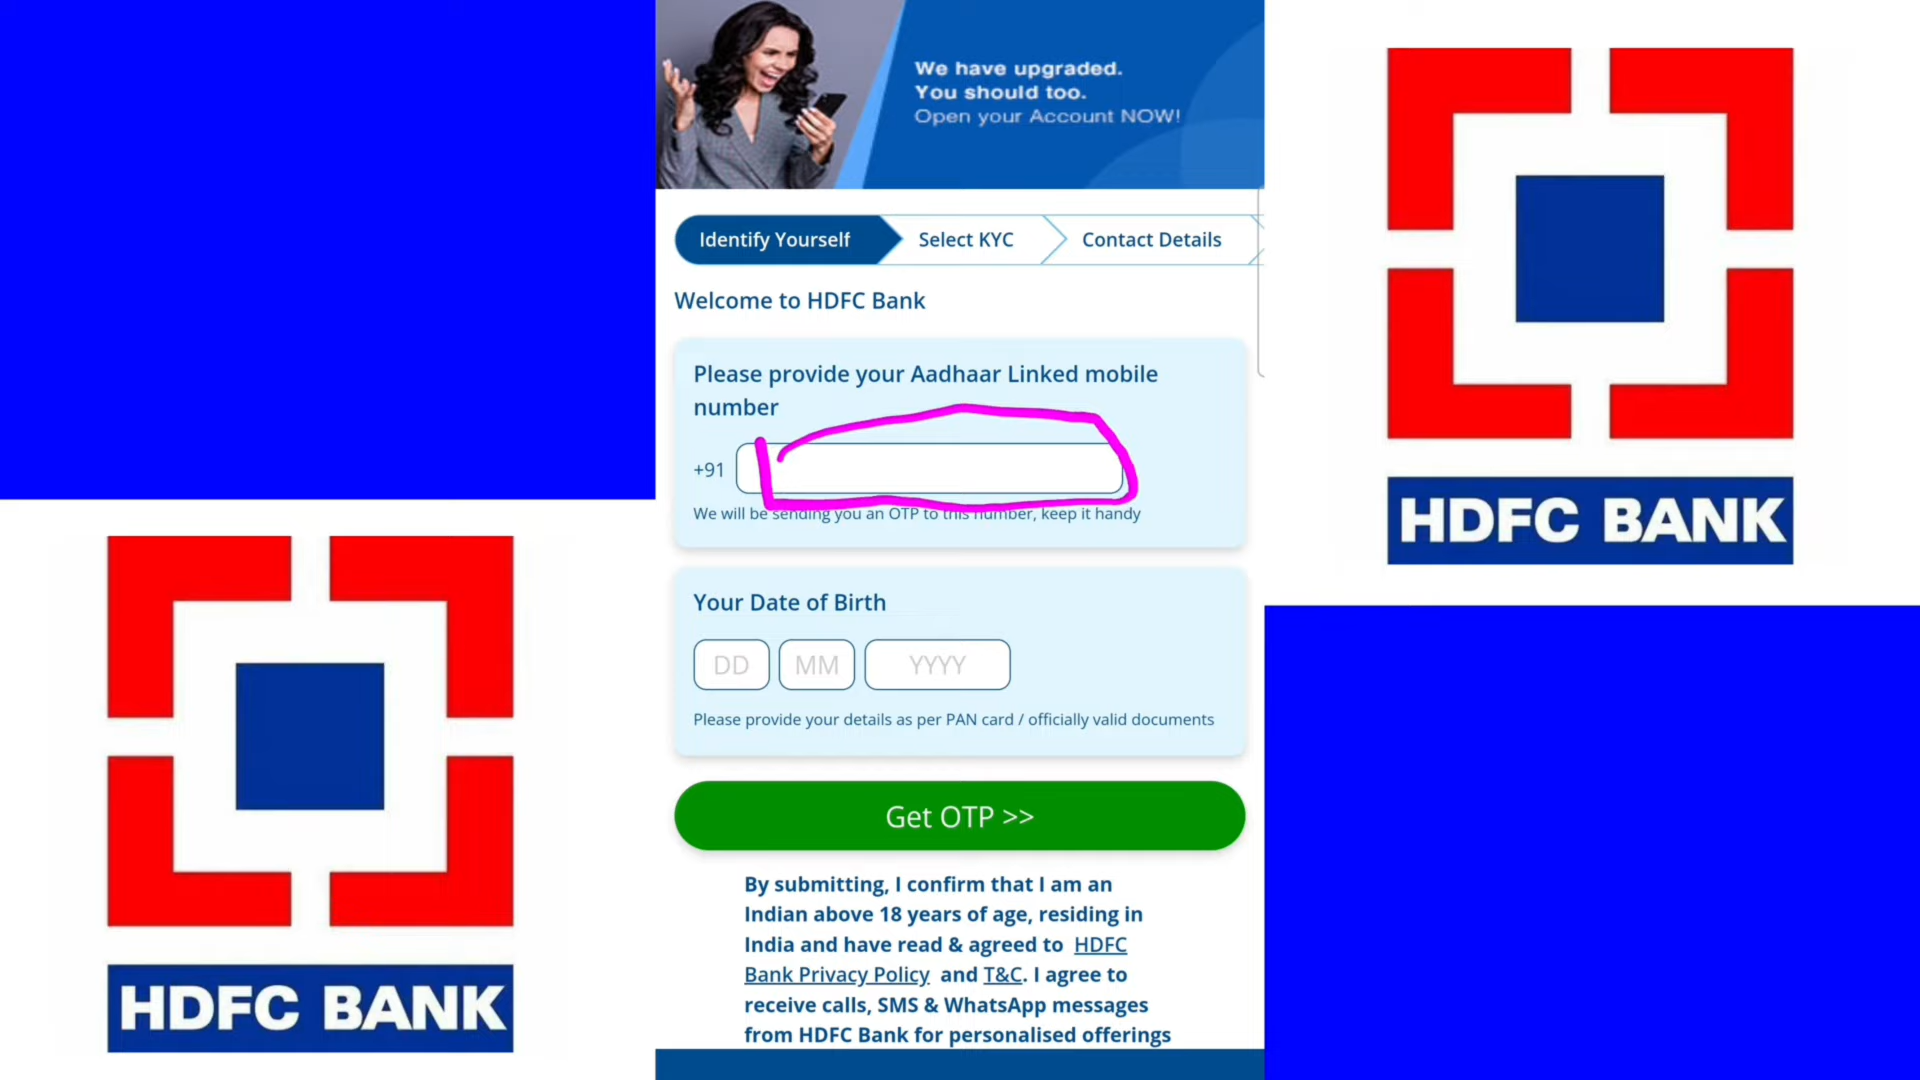 We have upgraded.
You should too.
Open your Account NOW!
Identify Yourself
Select KYC
Contact Details
Welcome to HDFC Bank
Please provide your Aadhaar Linked mobile
number
+91
We will be sending you an OTP to this number, keep it handy
Your Date of Birth
DD
MM
YYYY
Please provide your details as per PAN card / officially valid documents
Get OTP >>
By submitting, I confirm that I am an
Indian above 18 years of age, residing in
India and have read & agreed to HDFC
Bank Privacy Policy and T&C. I agree to
receive calls, SMS & WhatsApp messages
from HDFC Bank for personalised offerings
HDFC BANK
HDFC BANK